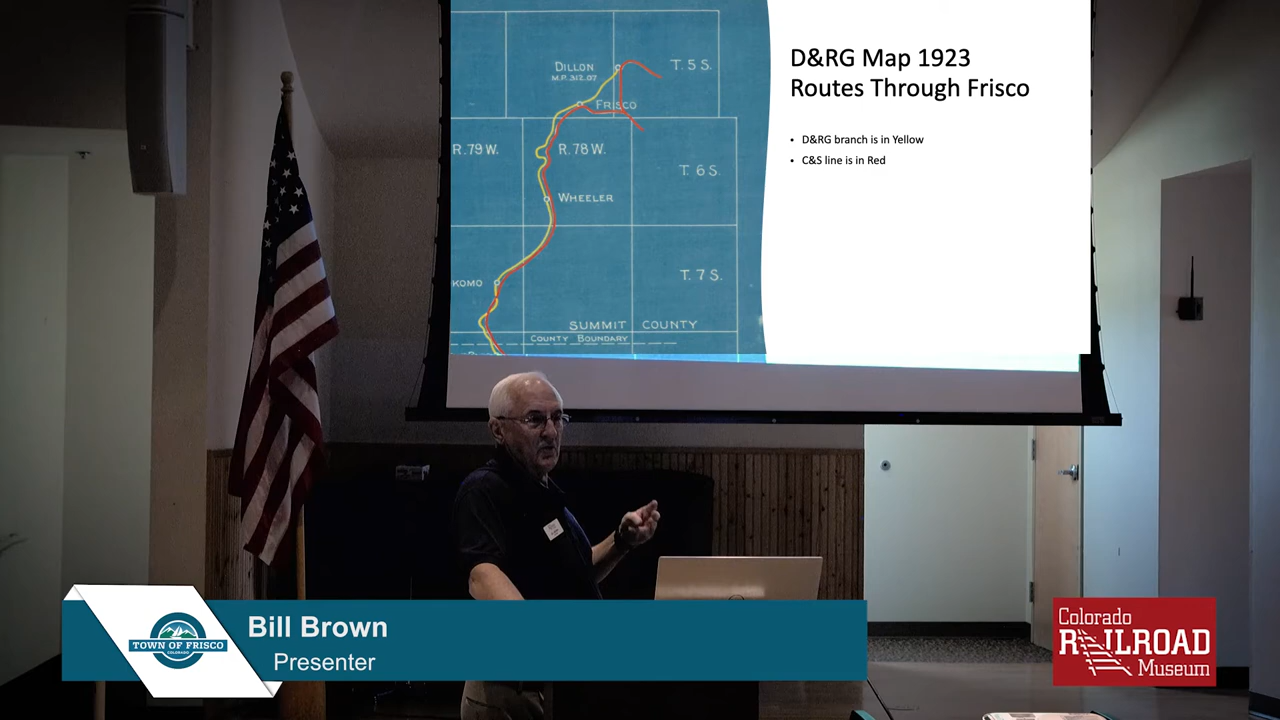 DILLON
M.P. 312.07
T. 5 S.
FRISCO
R. 79 W.
R. 78 W.
T. 6 S.
WHEELER
T. 7 S.
KOMO
SUMMIT COUNTY
COUNTY BOUNDARY
D&RG Map 1923
Routes Through Frisco
• D&RG branch is in Yellow
• C&S line is in Red
TOWN OF FRISCO
COLORADO
Bill Brown
Presenter
Colorado
RAILROAD
Museum